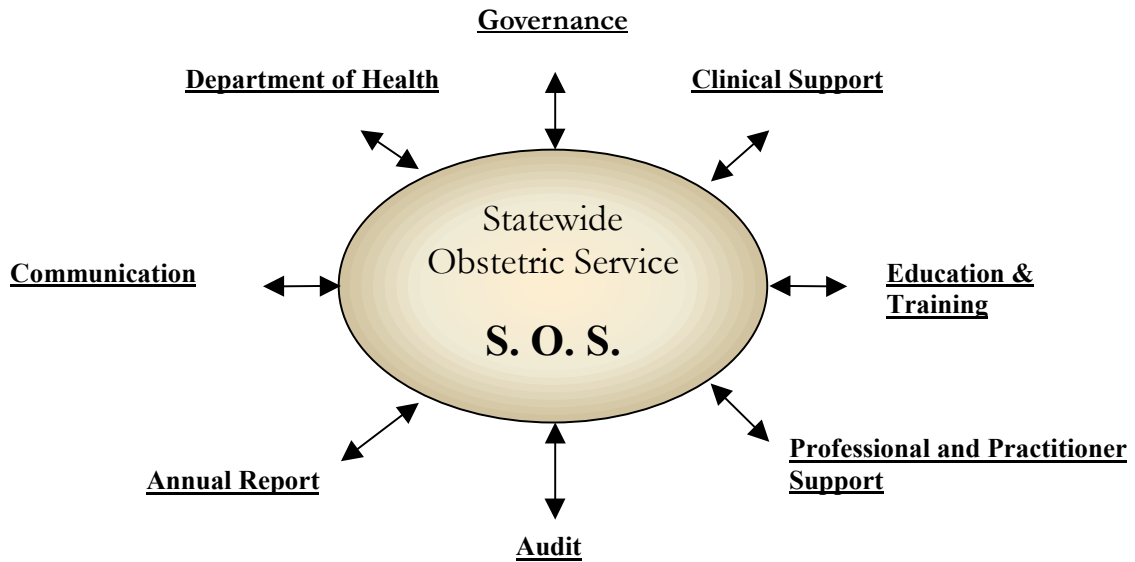 Governance
Department of Health
Clinical Support
Statewide
Obstetric Service
S. O. S.
Communication
Education &
Training
Professional and Practitioner
Support
Annual Report
Audit